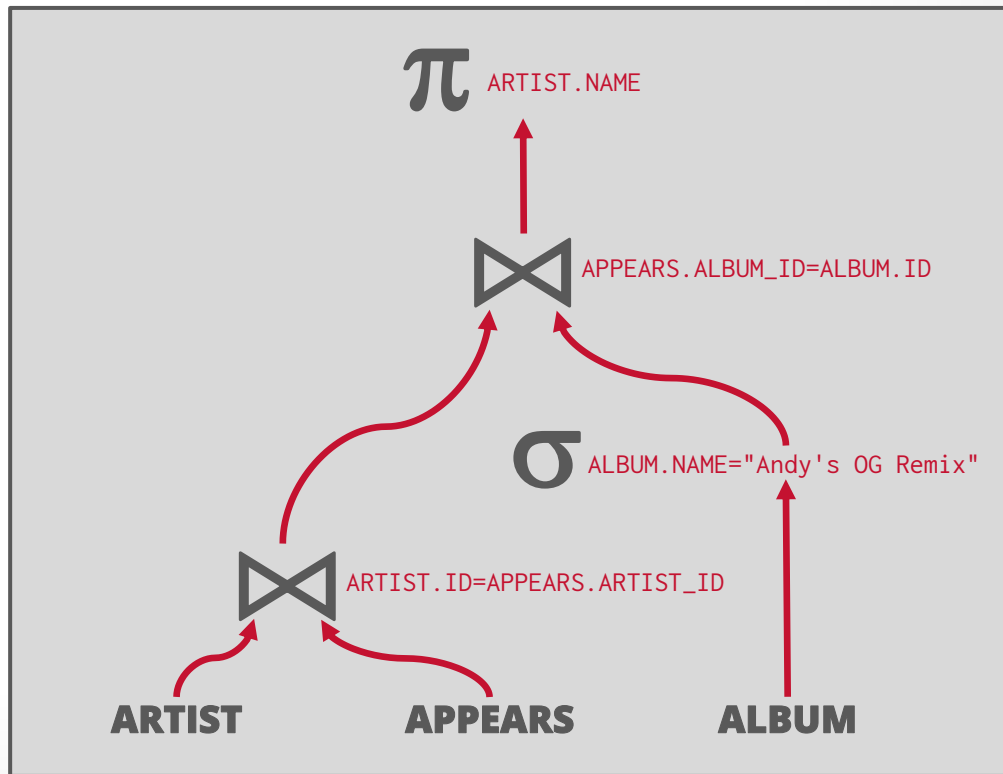 π ARTIST.NAME
APPEARS.ALBUM_ID=ALBUM.ID
σ ALBUM.NAME="Andy's OG Remix"
ARTIST.ID=APPEARS.ARTIST_ID
ARTIST APPEARS ALBUM